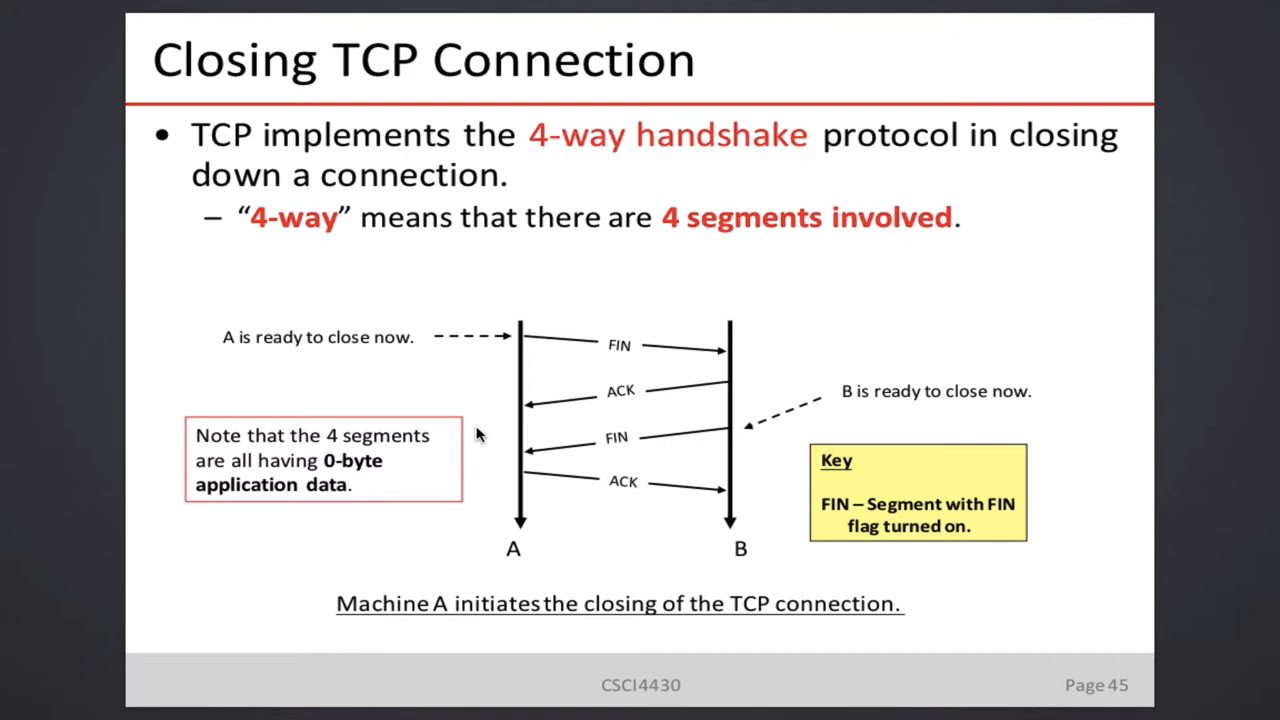 Closing TCP Connection
• TCP implements the 4-way handshake protocol in closing
down a connection.
– “4-way” means that there are 4 segments involved.
A is ready to close now.
FIN
ACK
B is ready to close now.
FIN
ACK
Note that the 4 segments
are all having 0-byte
application data.
Key
FIN – Segment with FIN
flag turned on.
A
B
Machine A initiates the closing of the TCP connection.
CSCI4430
Page 45